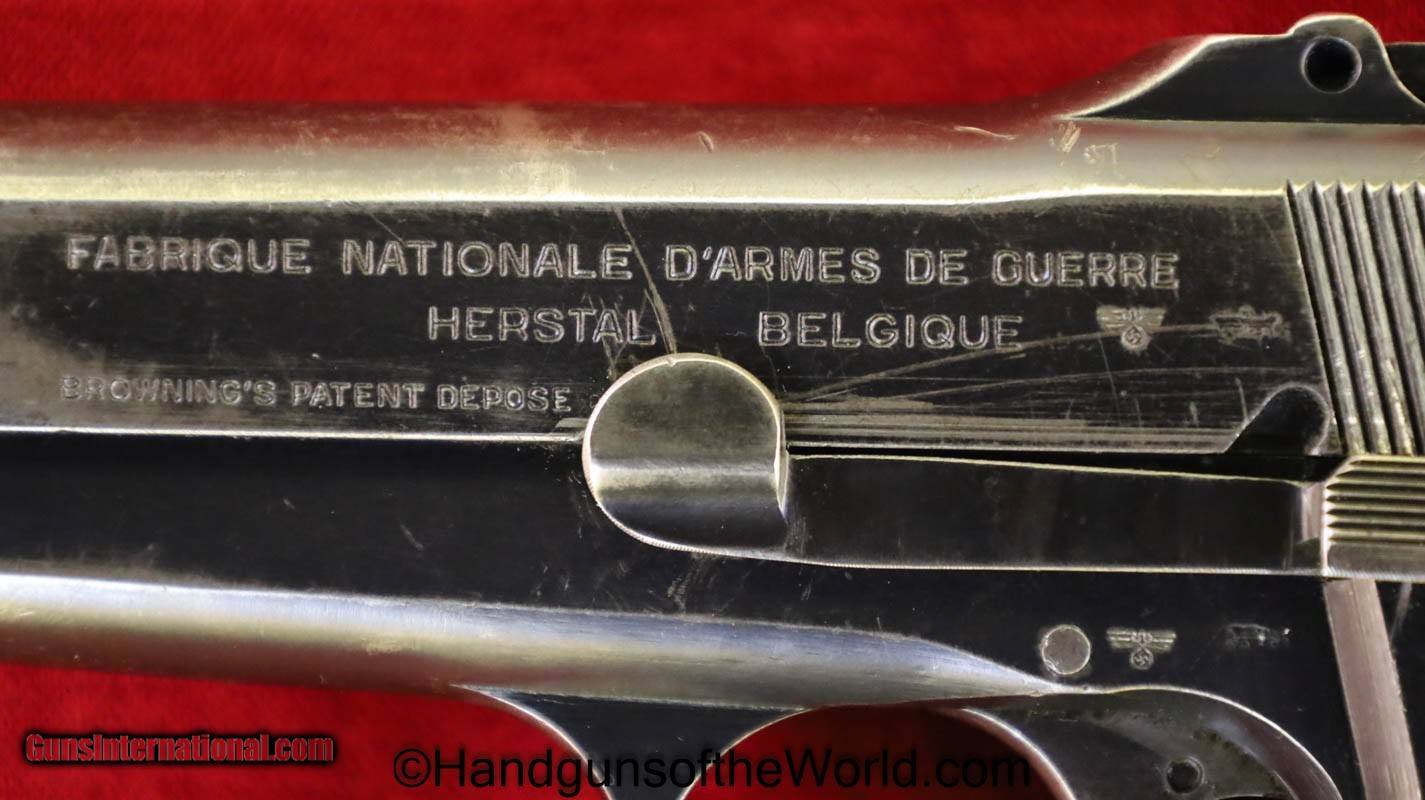 FABRIQUE NATIONALE D'ARMES DE GUERRE
HERSTAL BELGIQUE
BROWNING'S PATENT DEPOSE
GunsInternational.com
©HandgunsoftheWorld.com